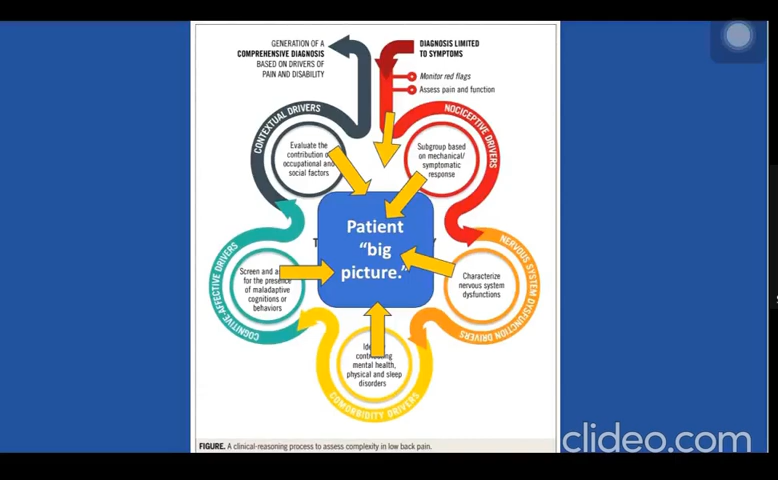 GENERATION OF A
COMPREHENSIVE DIAGNOSIS
BASED ON DRIVERS OF
PAIN AND DISABILITY
DIAGNOSIS LIMITED
TO SYMPTOMS
Monitor red flags
Assess pain and function
CONTEXTUAL DRIVERS
Evaluate the
contribution
occupational and
social factors
NOCICEPTIVE DRIVERS
Subgroup based
on mechanical/
symptomatic
response
Patient
“big
picture.”
COGNITIVE-AFFECTIVE DRIVERS
Screen and
for the presence
of maladaptive
cognitions or
behaviors
NERVOUS SYSTEM DYSFUNCTION DRIVERS
Characterize
nervous system
dysfunctions
mental health,
physical and sleep
disorders
COMORBIDITY DRIVERS
FIGURE. A clinical-reasoning process to assess complexity in low back pain.
clideo.com